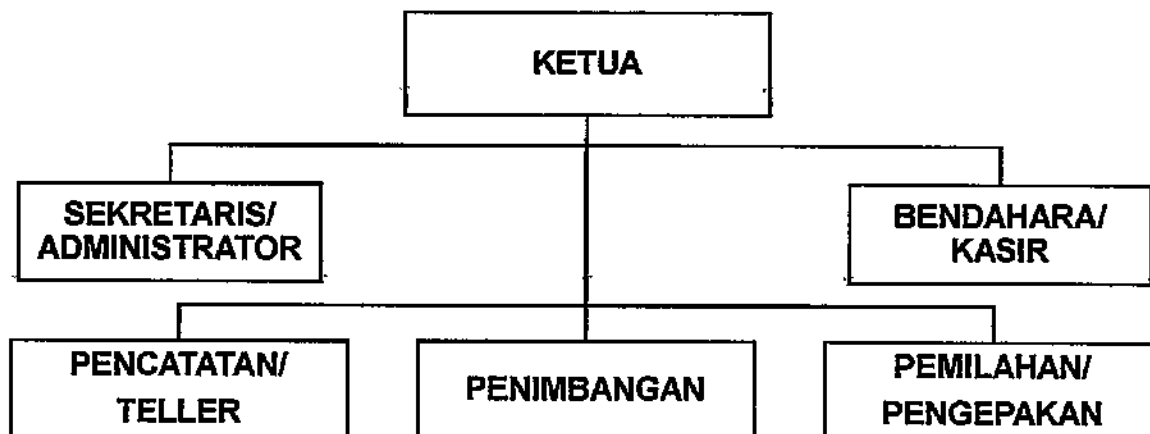 KETUA
SEKRETARIS/
ADMINISTRATOR
BENDAHARA/
KASIR
PENCATATAN/
TELLER
PENIMBANGAN
PEMILAHAN/
PENGEPAKAN